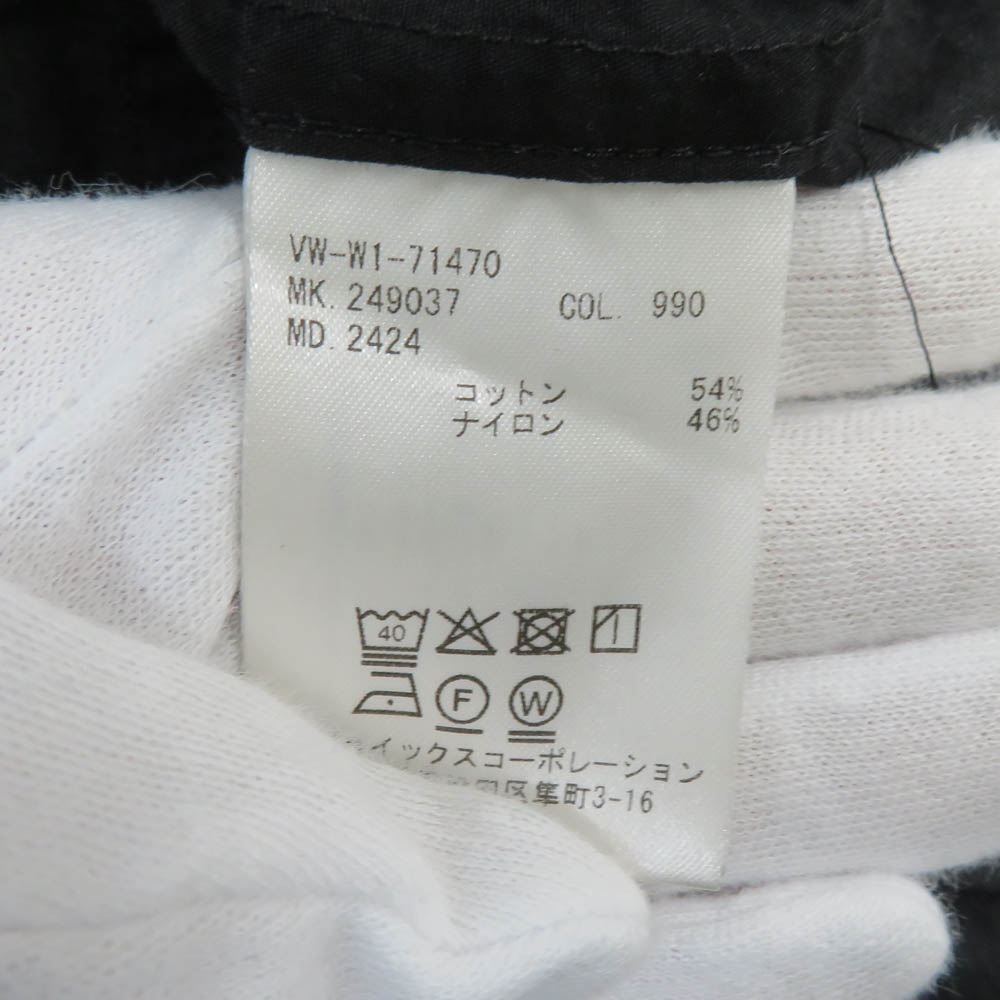 VW-W1-71470
MK. 249037 COL. 990
MD. 2424
コットン 54%
ナイロン 46%
40
F W
イックスコーポレーション
区隼町3-16